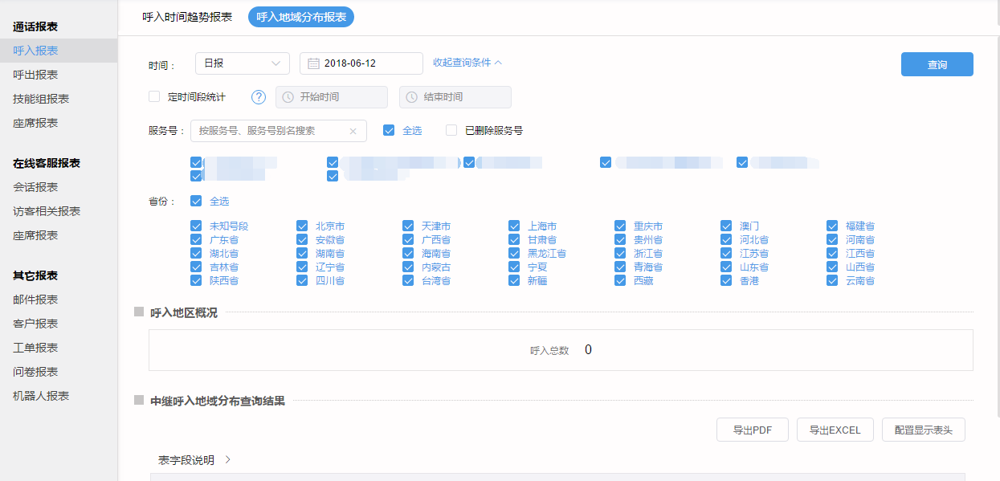 呼入时间趋势报表 呼入地域分布报表
通话报表
呼入报表
呼出报表
技能组报表
座席报表
在线客服报表
会话报表
访客相关报表
座席报表
其它报表
邮件报表
客户报表
工单报表
问卷报表
机器人报表
时间： 日报 2018-06-12 收起查询条件 查询
定时间段统计 ? 开始时间 结束时间
服务号： 按服务号、服务号别名搜索 × 全选 已删除服务号
省份： 全选
未知号段 北京市 天津市 上海市 重庆市 澳门 福建省
广东省 安徽省 广西省 甘肃省 贵州省 河北省 河南省
湖北省 湖南省 海南省 黑龙江省 浙江省 江苏省 江西省
吉林省 辽宁省 内蒙古 宁夏 青海省 山东省 山西省
陕西省 四川省 台湾省 新疆 西藏 香港 云南省
呼入地区概况
呼入总数 0
中继呼入地域分布查询结果
导出PDF 导出EXCEL 配置显示表头
表字段说明